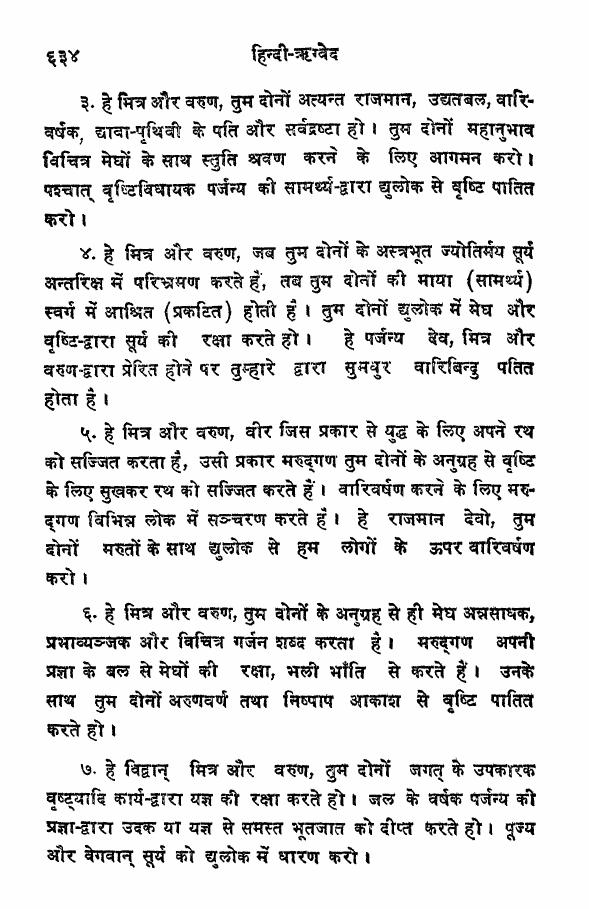 ६३४ हिन्दी-ऋग्वेद
३. हे मित्र और वरुण, तुम दोनों अत्यन्त राजमान, उद्यतबल, वारि-
वर्षक, द्यावा-पृथिवी के पति और सर्वद्रष्टा हो। तुम दोनों महानुभाव
विचित्र मेघों के साथ स्तुति श्रवण करने के लिए आगमन करो।
पश्चात् वृष्टिविधायक पर्जन्य की सामर्थ्य-द्वारा द्युलोक से वृष्टि पातित
करो।
४. हे मित्र और वरुण, जब तुम दोनों के अस्त्रभूत ज्योतिर्मय सूर्य
अन्तरिक्ष में परिभ्रमण करते हैं, तब तुम दोनों की माया (सामर्थ्य)
स्वर्ग में आश्रित (प्रकटित) होती है। तुम दोनों द्युलोक में मेघ और
वृष्टि-द्वारा सूर्य की रक्षा करते हो। हे पर्जन्य देव, मित्र और
वरुण-द्वारा प्रेरित होने पर तुम्हारे द्वारा सुमधुर वारिबिन्दु पतित
होता है।
५. हे मित्र और वरुण, वीर जिस प्रकार से युद्ध के लिए अपने रथ
को सज्जित करता है, उसी प्रकार मरुद्गण तुम दोनों के अनुग्रह से वृष्टि
के लिए सुखकर रथ को सज्जित करते हैं। वारिवर्षण करने के लिए मरु-
द्गण विभिन्न लोक में सञ्चरण करते हैं। हे राजमान देवो, तुम
दोनों मरुतों के साथ द्युलोक से हम लोगों के ऊपर वारिवर्षण
करो।
६. हे मित्र और वरुण, तुम दोनों के अनुग्रह से ही मेघ अन्नसाधक,
प्रभाव्यञ्जक और विचित्र गर्जन शब्द करता है। मरुद्गण अपनी
प्रज्ञा के बल से मेघों की रक्षा, भली भाँति से करते हैं। उनके
साथ तुम दोनों अरुणवर्ण तथा निष्पाप आकाश से वृष्टि पातित
करते हो।
७. हे विद्वान् मित्र और वरुण, तुम दोनों जगत् के उपकारक
वृष्ट्यादि कार्य-द्वारा यज्ञ की रक्षा करते हो। जल के वर्षक पर्जन्य की
प्रज्ञा-द्वारा उदक या यज्ञ से समस्त भूतजात को दीप्त करते हो। पूज्य
और वेगवान् सूर्य को द्युलोक में धारण करो।